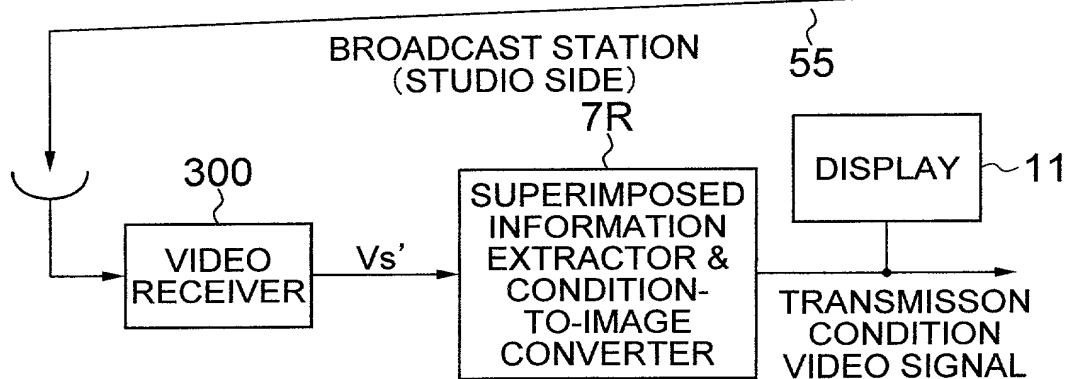 BROADCAST STATION
(STUDIO SIDE)
55
7R
300
VIDEO
RECEIVER
Vs’
SUPERIMPOSED
INFORMATION
EXTRACTOR &
CONDITION-
TO-IMAGE
CONVERTER
DISPLAY
11
TRANSMISSON
CONDITION
VIDEO SIGNAL